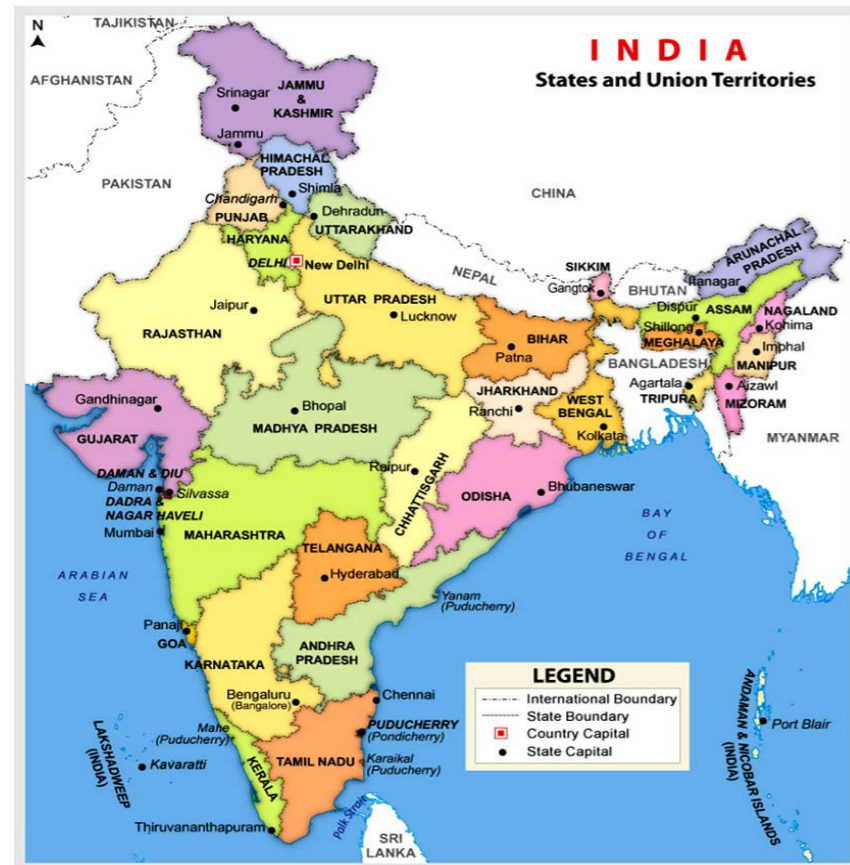 TAJIKISTAN
N
INDIA
States and Union Territories
AFGHANISTAN
JAMMU
&
KASHMIR
Srinagar
Jammu
PAKISTAN
HIMACHAL
PRADESH
Shimla
CHINA
Chandigarh
PUNJAB
Dehradun
UTTARAKHAND
HARYANA
DELHI
New Delhi
NEPAL
SIKKIM
Gangtok
BHUTAN
ARUNACHAL
PRADESH
Itanagar
Jaipur
RAJASTHAN
UTTAR PRADESH
Lucknow
BIHAR
Patna
Dispur
ASSAM
NAGALAND
Kohima
Shillong
MEGHALAYA
Imphal
MANIPUR
BANGLADESH
Agartala
TRIPURA
Aizawl
MIZORAM
MYANMAR
Gandhinagar
GUJARAT
Bhopal
MADHYA PRADESH
JHARKHAND
Ranchi
WEST
BENGAL
Kolkata
Raipur
CHHATTISGARH
ODISHA
Bhubaneswar
DAMAN & DIU
Daman
Silvassa
DADRA &
NAGAR HAVELI
Mumbai
MAHARASHTRA
TELANGANA
Hyderabad
BAY
OF
BENGAL
ARABIAN
SEA
Yanam
(Puducherry)
Panaji
GOA
KARNATAKA
ANDHRA
PRADESH
Bengaluru
(Bangalore)
Chennai
LEGEND
International Boundary
State Boundary
Country Capital
State Capital
Mahe
(Puducherry)
PUDUCHERRY
(Pondicherry)
Karaikal
(Puducherry)
LAKSHADWEEP
(INDIA)
Kavaratti
KERALA
TAMIL NADU
Thiruvananthapuram
Palk Strait
SRI
LANKA
ANDAMAN & NICOBAR ISLANDS
(INDIA)
Port Blair